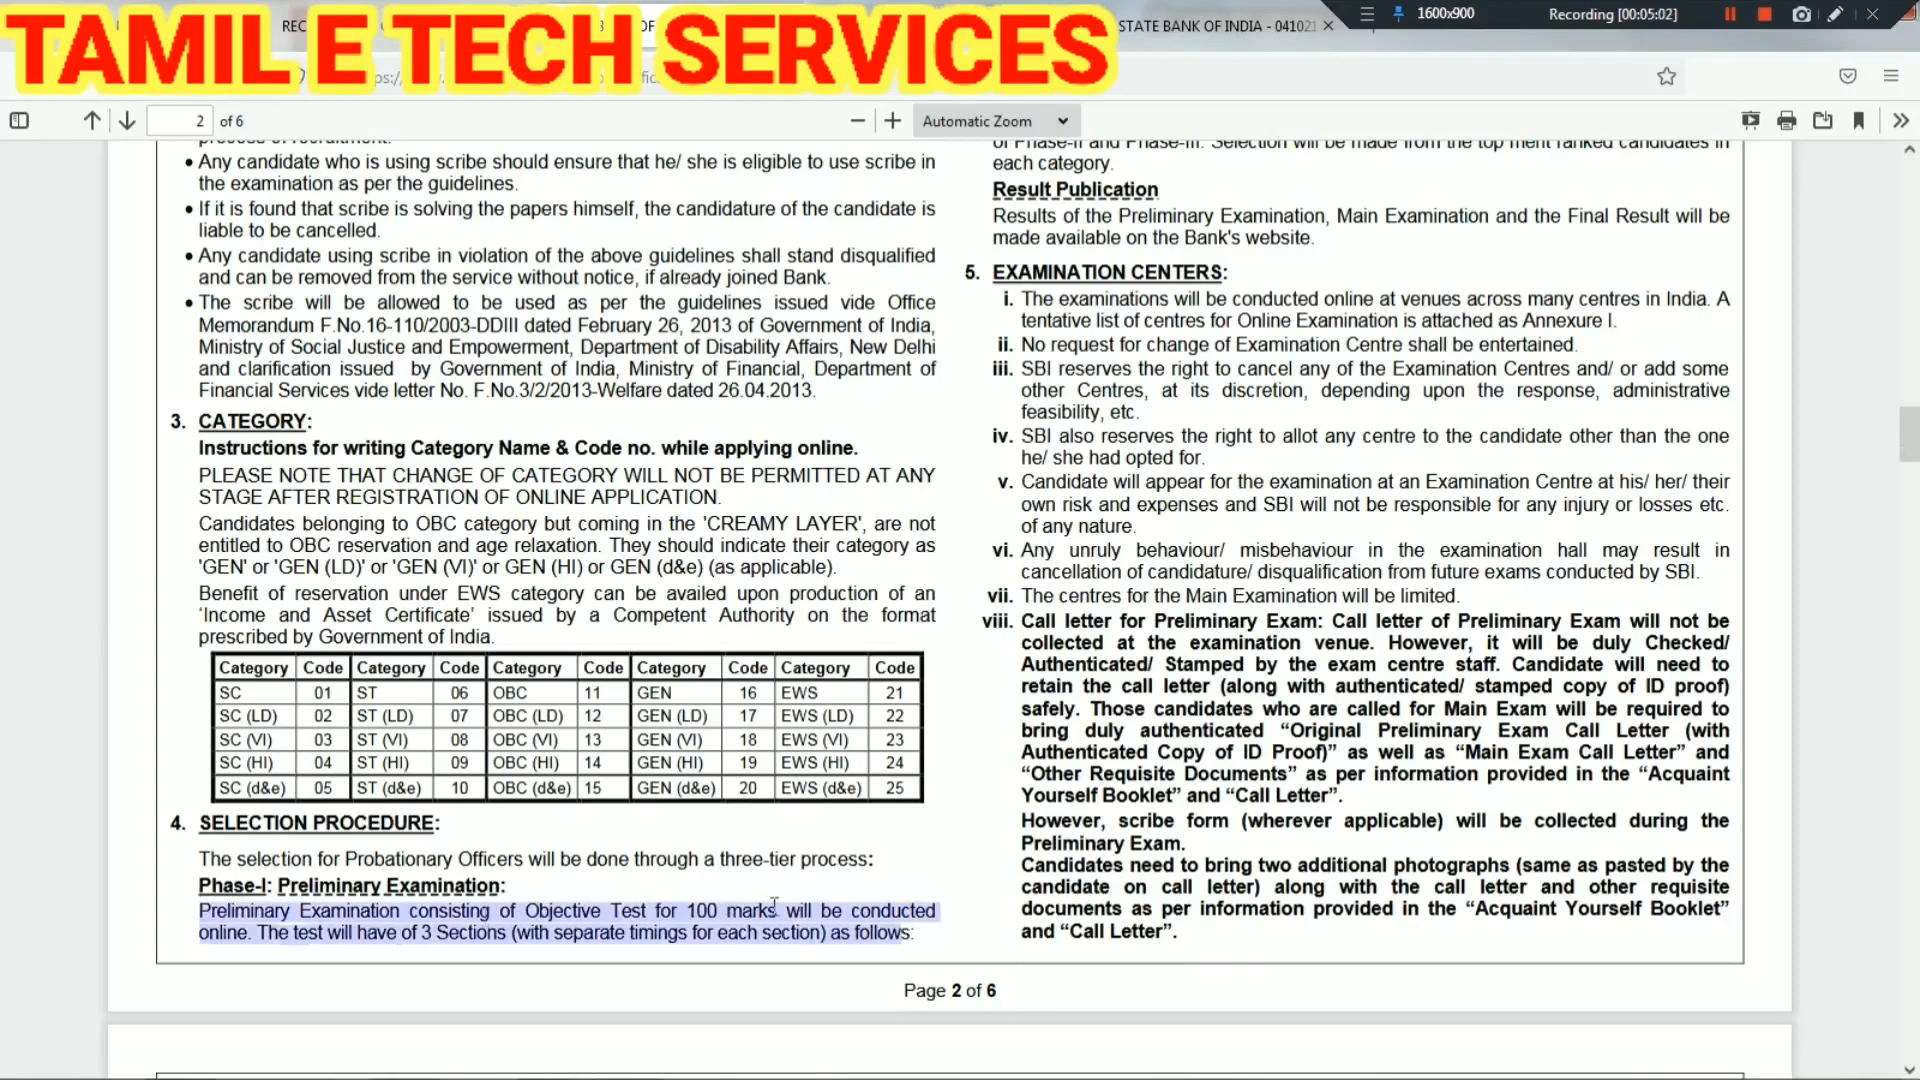 TAMIL E TECH SERVICES
STATE BANK OF INDIA - 041021
1600x900
Recording [00:05:02]
2 of 6
Automatic Zoom
process of recruitment.
• Any candidate who is using scribe should ensure that he/ she is eligible to use scribe in
the examination as per the guidelines.
• If it is found that scribe is solving the papers himself, the candidature of the candidate is
liable to be cancelled.
• Any candidate using scribe in violation of the above guidelines shall stand disqualified
and can be removed from the service without notice, if already joined Bank.
• The scribe will be allowed to be used as per the guidelines issued vide Office
Memorandum F.No.16-110/2003-DDIII dated February 26, 2013 of Government of India,
Ministry of Social Justice and Empowerment, Department of Disability Affairs, New Delhi
and clarification issued by Government of India, Ministry of Financial, Department of
Financial Services vide letter No. F.No.3/2/2013-Welfare dated 26.04.2013.
3. CATEGORY:
Instructions for writing Category Name & Code no. while applying online.
PLEASE NOTE THAT CHANGE OF CATEGORY WILL NOT BE PERMITTED AT ANY
STAGE AFTER REGISTRATION OF ONLINE APPLICATION.
Candidates belonging to OBC category but coming in the 'CREAMY LAYER', are not
entitled to OBC reservation and age relaxation. They should indicate their category as
'GEN' or 'GEN (LD)' or 'GEN (VI)' or GEN (HI) or GEN (d&e) (as applicable).
Benefit of reservation under EWS category can be availed upon production of an
‘Income and Asset Certificate’ issued by a Competent Authority on the format
prescribed by Government of India.
Category Code Category Code Category Code Category Code Category Code
SC 01 ST 06 OBC 11 GEN 16 EWS 21
SC (LD) 02 ST (LD) 07 OBC (LD) 12 GEN (LD) 17 EWS (LD) 22
SC (VI) 03 ST (VI) 08 OBC (VI) 13 GEN (VI) 18 EWS (VI) 23
SC (HI) 04 ST (HI) 09 OBC (HI) 14 GEN (HI) 19 EWS (HI) 24
SC (d&e) 05 ST (d&e) 10 OBC (d&e) 15 GEN (d&e) 20 EWS (d&e) 25
4. SELECTION PROCEDURE:
The selection for Probationary Officers will be done through a three-tier process:
Phase-I: Preliminary Examination:
Preliminary Examination consisting of Objective Test for 100 marks will be conducted
online. The test will have of 3 Sections (with separate timings for each section) as follows:
of Phase-II and Phase-III. Selection will be made from the top merit ranked candidates in
each category.
Result Publication
Results of the Preliminary Examination, Main Examination and the Final Result will be
made available on the Bank's website.
5. EXAMINATION CENTERS:
i. The examinations will be conducted online at venues across many centres in India. A
tentative list of centres for Online Examination is attached as Annexure I.
ii. No request for change of Examination Centre shall be entertained.
iii. SBI reserves the right to cancel any of the Examination Centres and/ or add some
other Centres, at its discretion, depending upon the response, administrative
feasibility, etc.
iv. SBI also reserves the right to allot any centre to the candidate other than the one
he/ she had opted for.
v. Candidate will appear for the examination at an Examination Centre at his/ her/ their
own risk and expenses and SBI will not be responsible for any injury or losses etc.
of any nature.
vi. Any unruly behaviour/ misbehaviour in the examination hall may result in
cancellation of candidature/ disqualification from future exams conducted by SBI.
vii. The centres for the Main Examination will be limited.
viii. Call letter for Preliminary Exam: Call letter of Preliminary Exam will not be
collected at the examination venue. However, it will be duly Checked/
Authenticated/ Stamped by the exam centre staff. Candidate will need to
retain the call letter (along with authenticated/ stamped copy of ID proof)
safely. Those candidates who are called for Main Exam will be required to
bring duly authenticated “Original Preliminary Exam Call Letter (with
Authenticated Copy of ID Proof)” as well as “Main Exam Call Letter” and
“Other Requisite Documents” as per information provided in the “Acquaint
Yourself Booklet” and “Call Letter”.
However, scribe form (wherever applicable) will be collected during the
Preliminary Exam.
Candidates need to bring two additional photographs (same as pasted by the
candidate on call letter) along with the call letter and other requisite
documents as per information provided in the “Acquaint Yourself Booklet”
and “Call Letter”.
Page 2 of 6